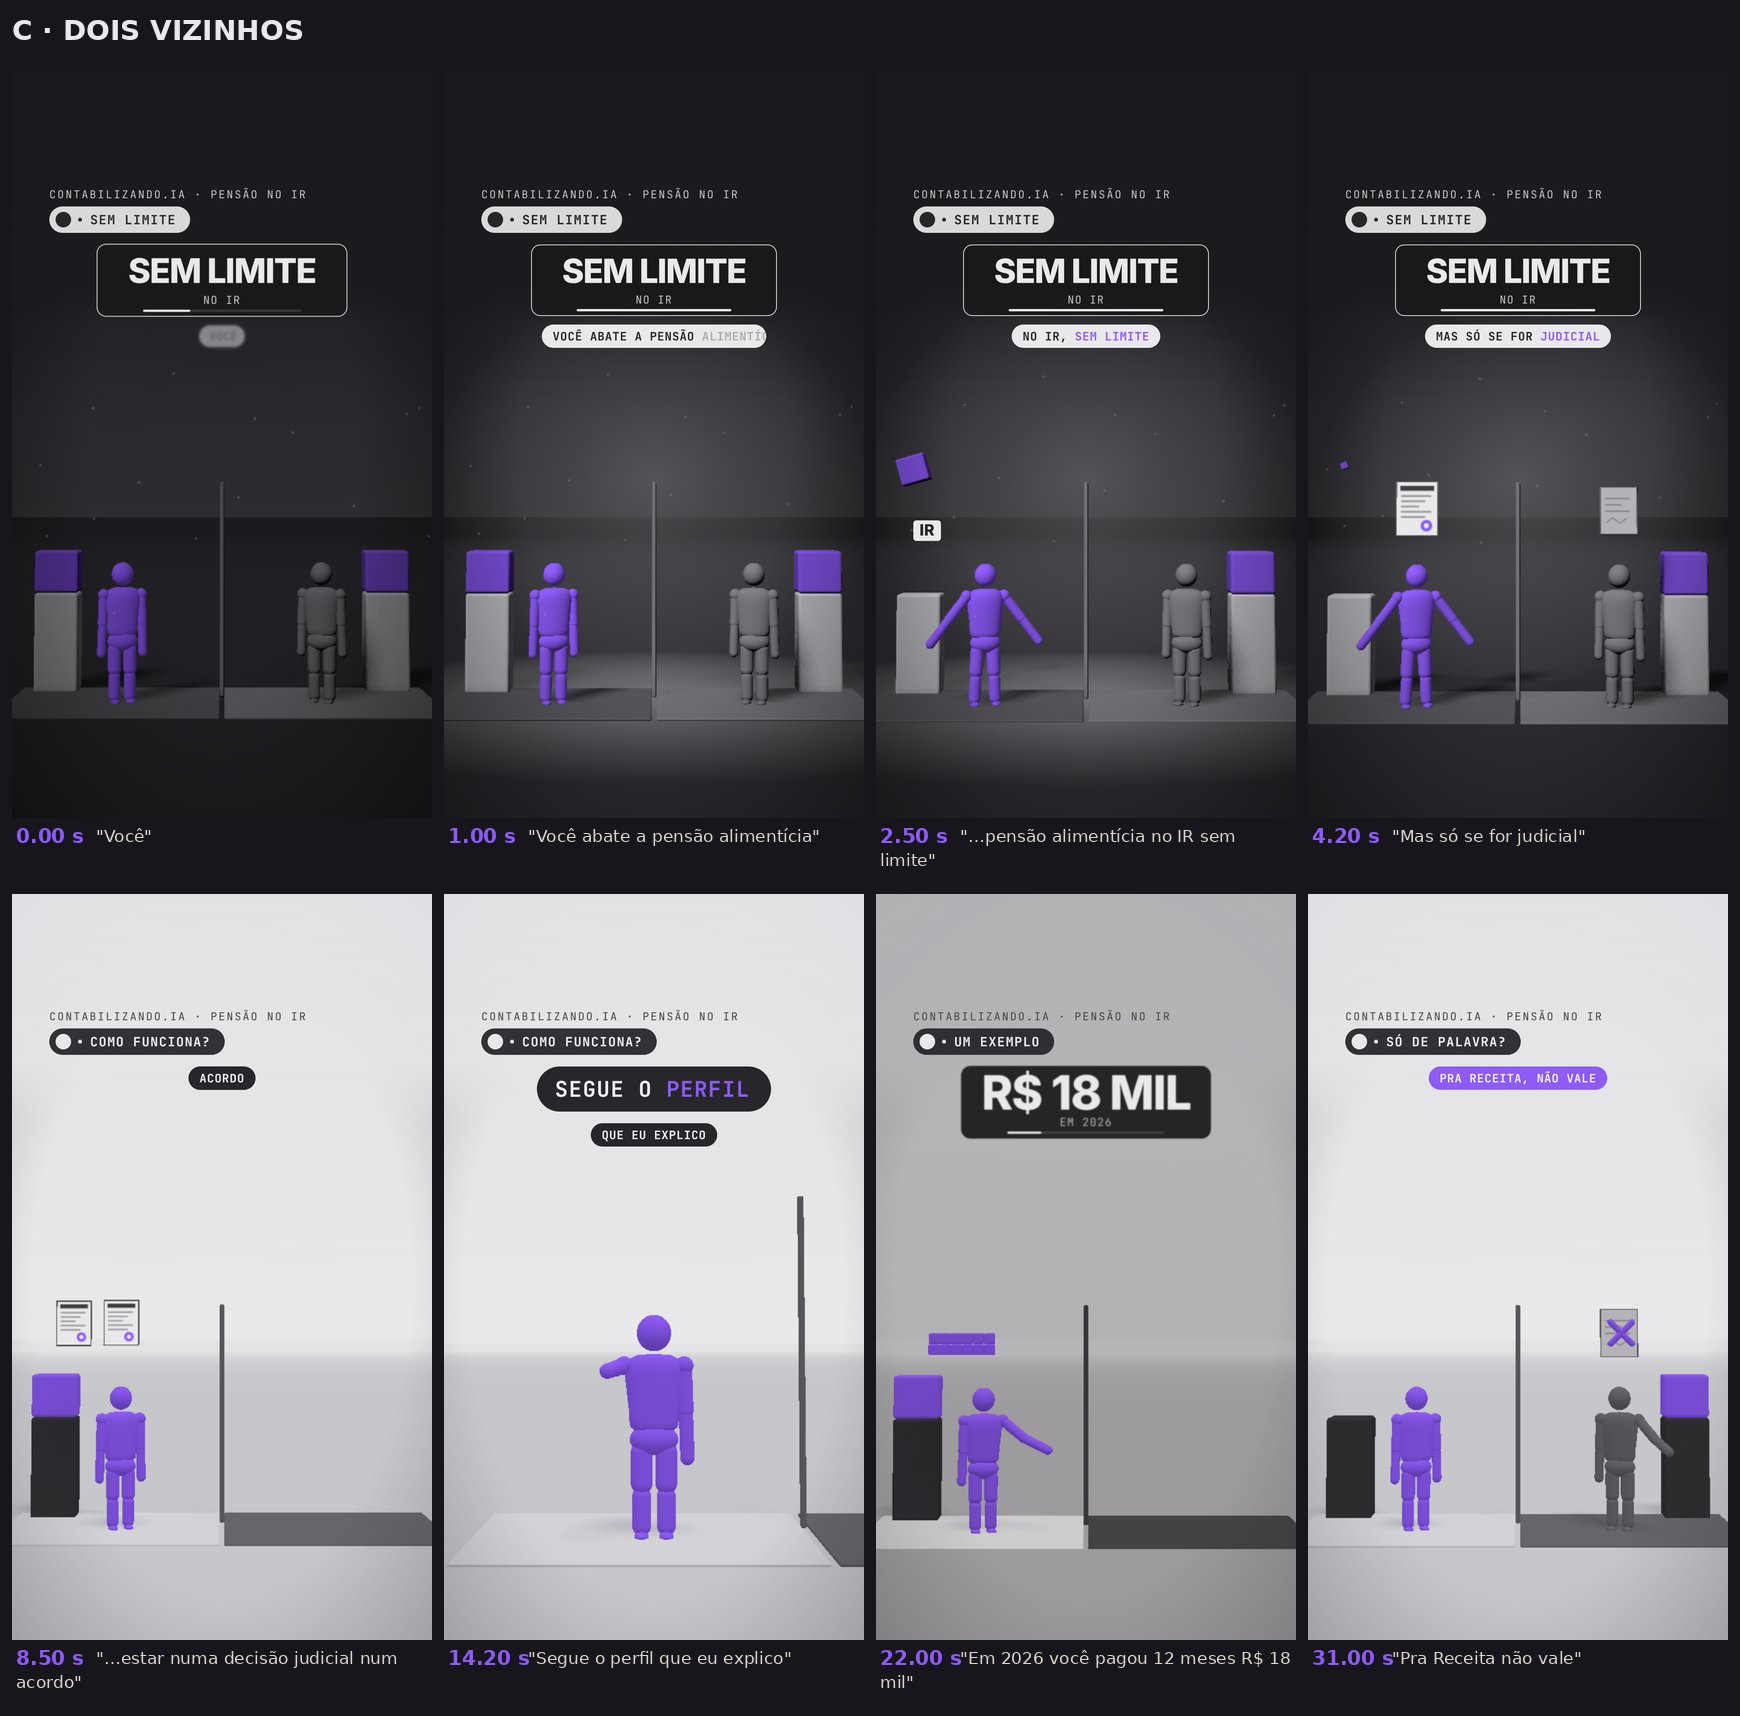 C · DOIS VIZINHOS
CONTABILIZANDO.IA · PENSÃO NO IR
• SEM LIMITE
SEM LIMITE
NO IR
VOCÊ
0.00 s "Você"
CONTABILIZANDO.IA · PENSÃO NO IR
• SEM LIMITE
SEM LIMITE
NO IR
VOCÊ ABATE A PENSÃO ALIMENTÍC
1.00 s "Você abate a pensão alimentícia"
CONTABILIZANDO.IA · PENSÃO NO IR
• SEM LIMITE
SEM LIMITE
NO IR
NO IR, SEM LIMITE
IR
2.50 s "...pensão alimentícia no IR sem
limite"
CONTABILIZANDO.IA · PENSÃO NO IR
• SEM LIMITE
SEM LIMITE
NO IR
MAS SÓ SE FOR JUDICIAL
4.20 s "Mas só se for judicial"
CONTABILIZANDO.IA · PENSÃO NO IR
• COMO FUNCIONA?
ACORDO
8.50 s "...estar numa decisão judicial num
acordo"
CONTABILIZANDO.IA · PENSÃO NO IR
• COMO FUNCIONA?
SEGUE O PERFIL
QUE EU EXPLICO
14.20 s "Segue o perfil que eu explico"
CONTABILIZANDO.IA · PENSÃO NO IR
• UM EXEMPLO
R$ 18 MIL
EM 2026
22.00 s "Em 2026 você pagou 12 meses R$ 18
mil"
CONTABILIZANDO.IA · PENSÃO NO IR
• SÓ DE PALAVRA?
PRA RECEITA, NÃO VALE
31.00 s "Pra Receita não vale"